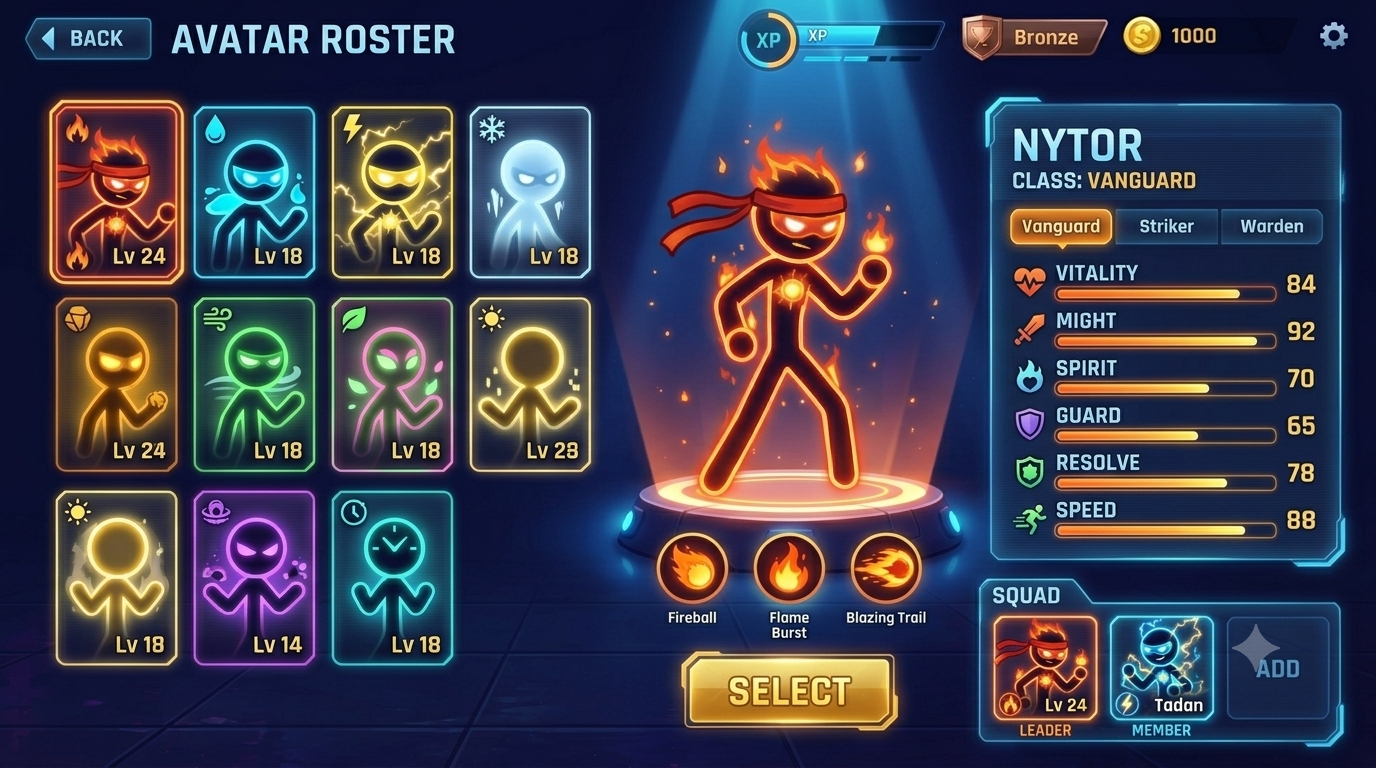 BACK
AVATAR ROSTER
XP
XP
Bronze
1000
Lv 24
Lv 18
Lv 18
Lv 18
Lv 24
Lv 18
Lv 18
Lv 23
Lv 18
Lv 14
Lv 18
Fireball
Flame
Burst
Blazing Trail
SELECT
NYTOR
CLASS: VANGUARD
Vanguard
Striker
Warden
VITALITY
84
MIGHT
92
SPIRIT
70
GUARD
65
RESOLVE
78
SPEED
88
SQUAD
Lv 24
LEADER
Tadan
MEMBER
ADD